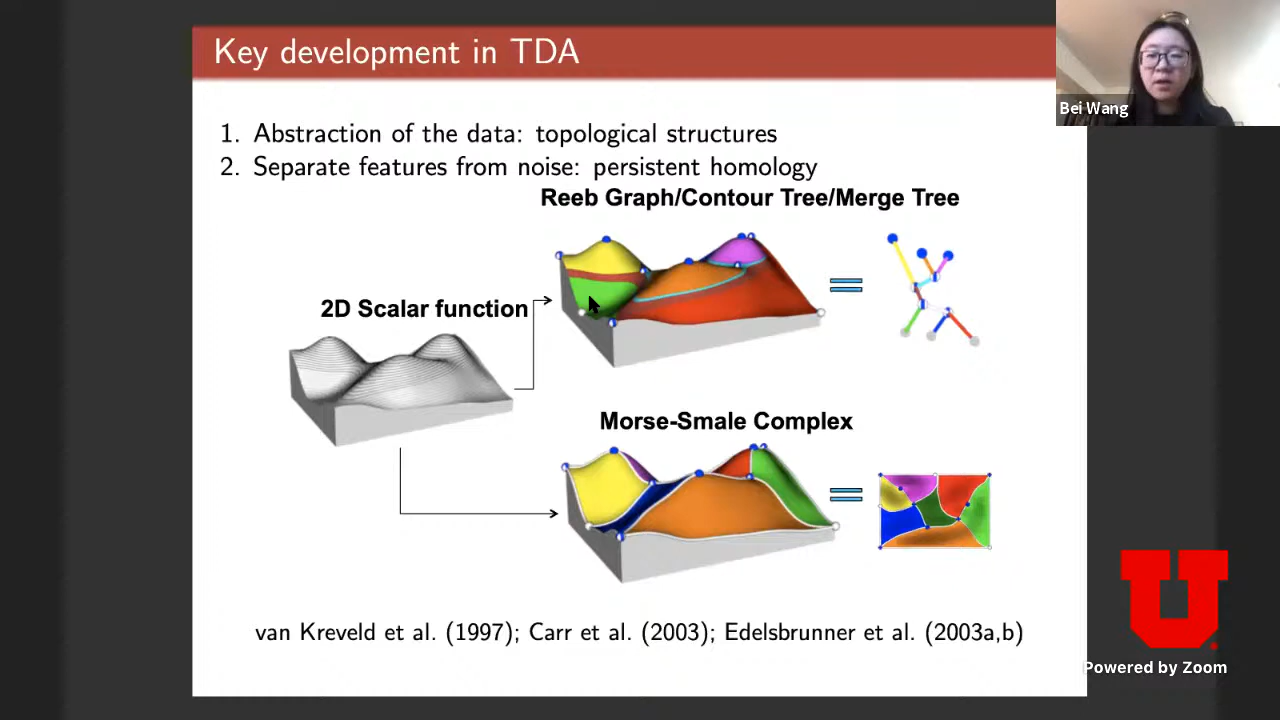 Key development in TDA
Bei Wang
1. Abstraction of the data: topological structures
2. Separate features from noise: persistent homology
Reeb Graph/Contour Tree/Merge Tree
2D Scalar function
Morse-Smale Complex
van Kreveld et al. (1997); Carr et al. (2003); Edelsbrunner et al. (2003a,b)
U
Powered by Zoom